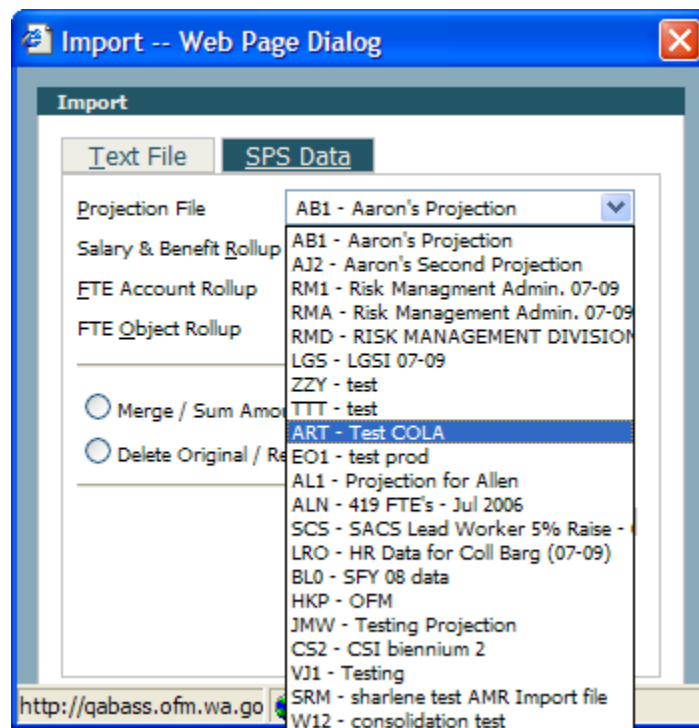 Import -- Web Page Dialog
Import
Text File SPS Data
Projection File AB1 - Aaron's Projection
Salary & Benefit Rollup
FTE Account Rollup
FTE Object Rollup
Merge / Sum Amo
Delete Original / Re
AB1 - Aaron's Projection
AJ2 - Aaron's Second Projection
RM1 - Risk Managment Admin. 07-09
RMA - Risk Management Admin. 07-09
RMD - RISK MANAGEMENT DIVISION
LGS - LGSI 07-09
ZZY - test
TTT - test
ART - Test COLA
EO1 - test prod
AL1 - Projection for Allen
ALN - 419 FTE's - Jul 2006
SCS - SACS Lead Worker 5% Raise -
LRO - HR Data for Coll Barg (07-09)
BL0 - SFY 08 data
HKP - OFM
JMW - Testing Projection
CS2 - CSI biennium 2
VJ1 - Testing
SRM - sharlene test AMR Import file
W12 - consolidation test
http://qabass.ofm.wa.go